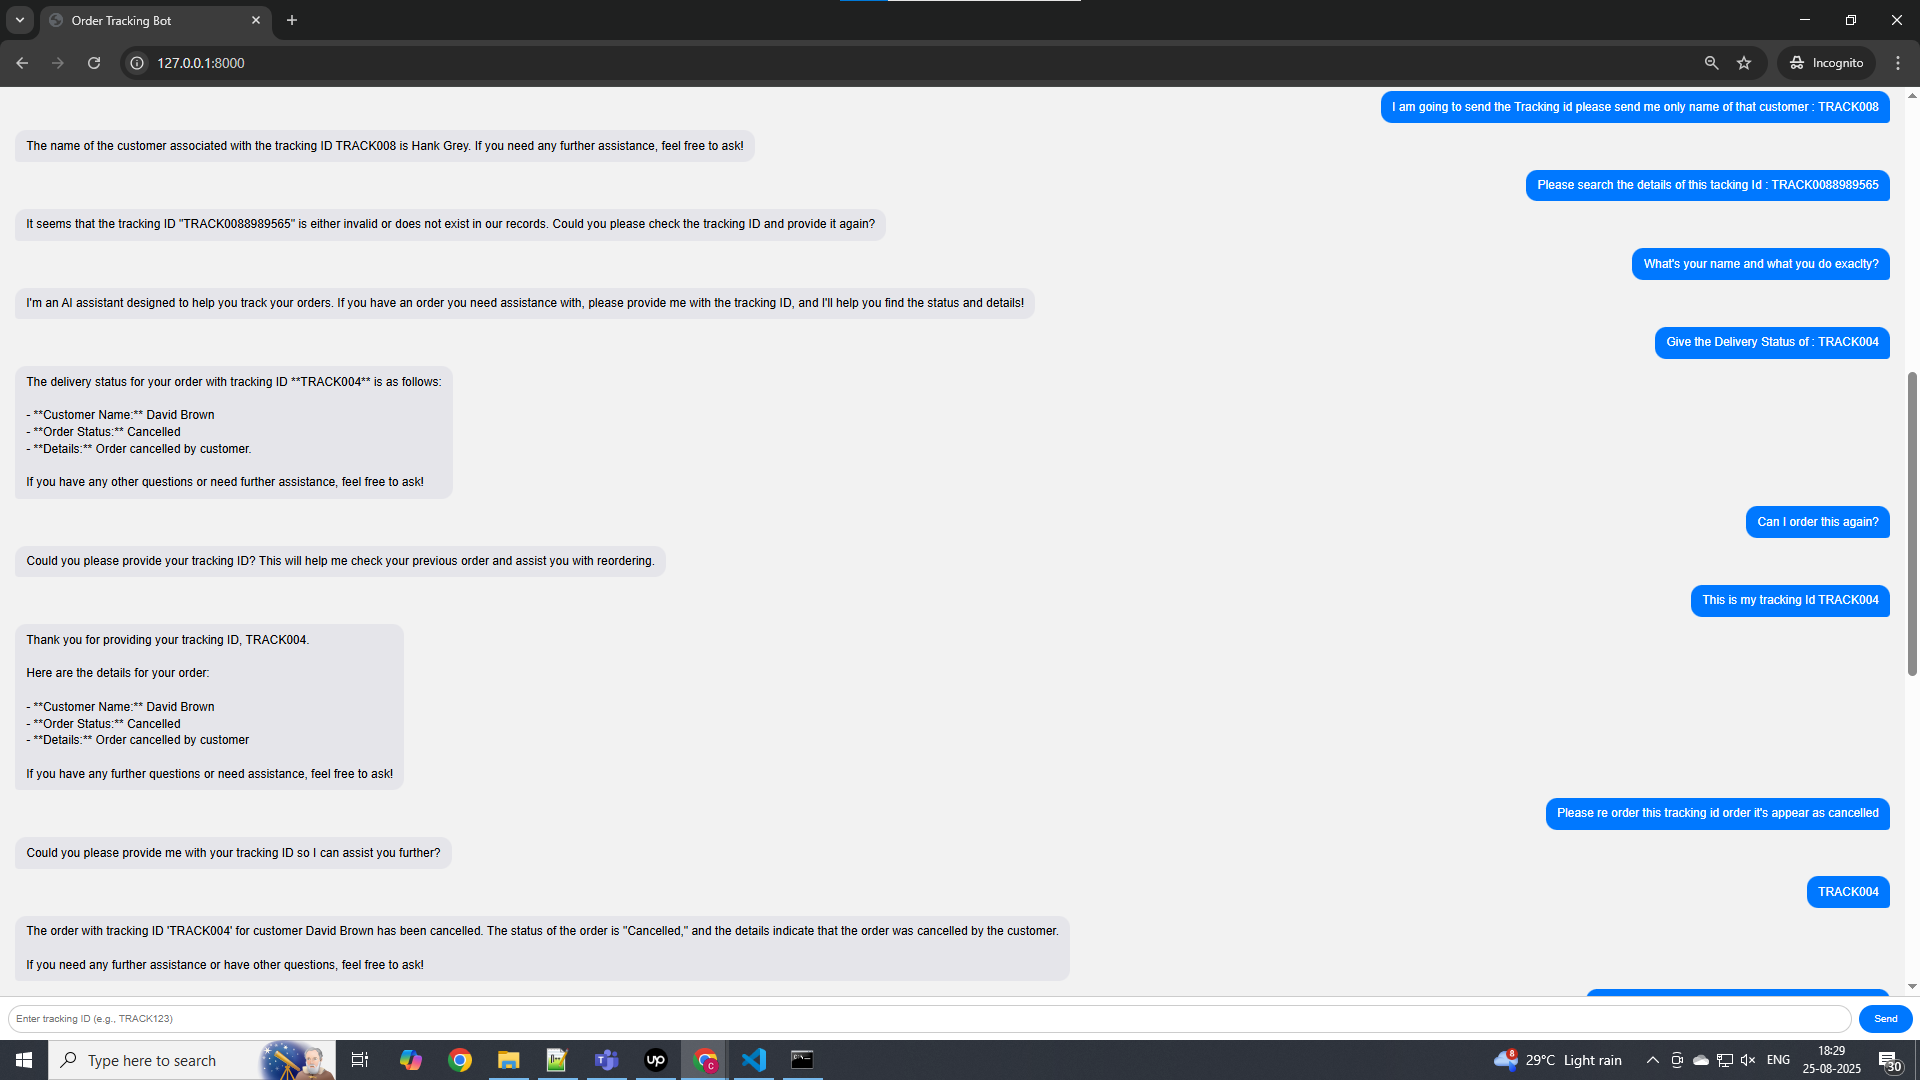 Order Tracking Bot
127.0.0.1:8000
Incognito
I am going to send the Tracking id please send me only name of that customer : TRACK008
The name of the customer associated with the tracking ID TRACK008 is Hank Grey. If you need any further assistance, feel free to ask!
Please search the details of this tacking Id : TRACK0088989565
It seems that the tracking ID "TRACK0088989565" is either invalid or does not exist in our records. Could you please check the tracking ID and provide it again?
What's your name and what you do exaclty?
I'm an AI assistant designed to help you track your orders. If you have an order you need assistance with, please provide me with the tracking ID, and I'll help you find the status and details!
Give the Delivery Status of : TRACK004
The delivery status for your order with tracking ID **TRACK004** is as follows:
- **Customer Name:** David Brown
- **Order Status:** Cancelled
- **Details:** Order cancelled by customer.
If you have any other questions or need further assistance, feel free to ask!
Can I order this again?
Could you please provide your tracking ID? This will help me check your previous order and assist you with reordering.
This is my tracking Id TRACK004
Thank you for providing your tracking ID, TRACK004.
Here are the details for your order:
- **Customer Name:** David Brown
- **Order Status:** Cancelled
- **Details:** Order cancelled by customer
If you have any further questions or need assistance, feel free to ask!
Please re order this tracking id order it's appear as cancelled
Could you please provide me with your tracking ID so I can assist you further?
TRACK004
The order with tracking ID 'TRACK004' for customer David Brown has been cancelled. The status of the order is "Cancelled," and the details indicate that the order was cancelled by the customer.
If you need any further assistance or have other questions, feel free to ask!
Enter tracking ID (e.g., TRACK123)
Send
Type here to search
up
C
8
29°C Light rain
ENG
18:29
25-08-2025
30